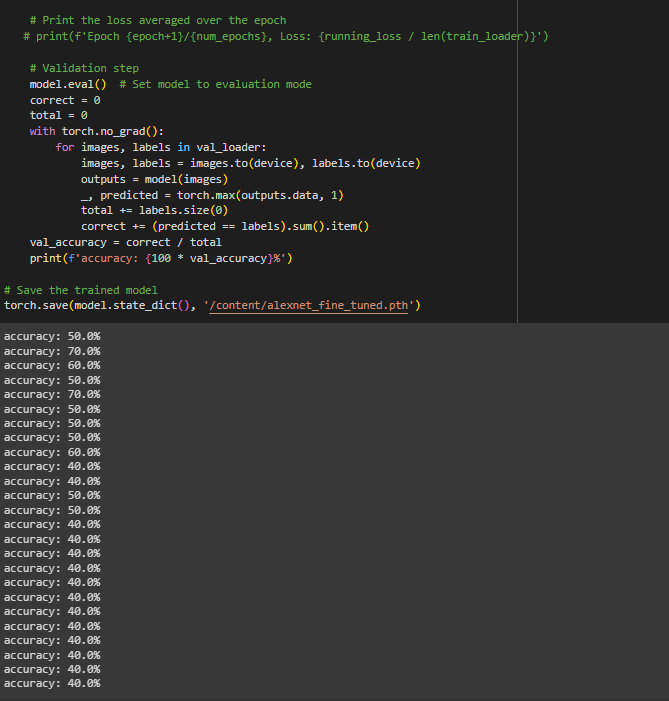 # Print the loss averaged over the epoch
# print(f'Epoch {epoch+1}/{num_epochs}, Loss: {running_loss / len(train_loader)}')
# Validation step
model.eval()  # Set model to evaluation mode
correct = 0
total = 0
with torch.no_grad():
for images, labels in val_loader:
images, labels = images.to(device), labels.to(device)
outputs = model(images)
_, predicted = torch.max(outputs.data, 1)
total += labels.size(0)
correct += (predicted == labels).sum().item()
val_accuracy = correct / total
print(f'accuracy: {100 * val_accuracy}%')
# Save the trained model
torch.save(model.state_dict(), '/content/alexnet_fine_tuned.pth')
accuracy: 50.0%
accuracy: 70.0%
accuracy: 60.0%
accuracy: 50.0%
accuracy: 70.0%
accuracy: 50.0%
accuracy: 50.0%
accuracy: 50.0%
accuracy: 60.0%
accuracy: 40.0%
accuracy: 40.0%
accuracy: 50.0%
accuracy: 50.0%
accuracy: 40.0%
accuracy: 40.0%
accuracy: 40.0%
accuracy: 40.0%
accuracy: 40.0%
accuracy: 40.0%
accuracy: 40.0%
accuracy: 40.0%
accuracy: 40.0%
accuracy: 40.0%
accuracy: 40.0%
accuracy: 40.0%